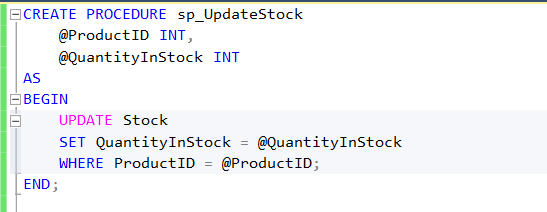 CREATE PROCEDURE sp_UpdateStock
    @ProductID INT,
    @QuantityInStock INT
AS
BEGIN
    UPDATE Stock
    SET QuantityInStock = @QuantityInStock
    WHERE ProductID = @ProductID;
END;